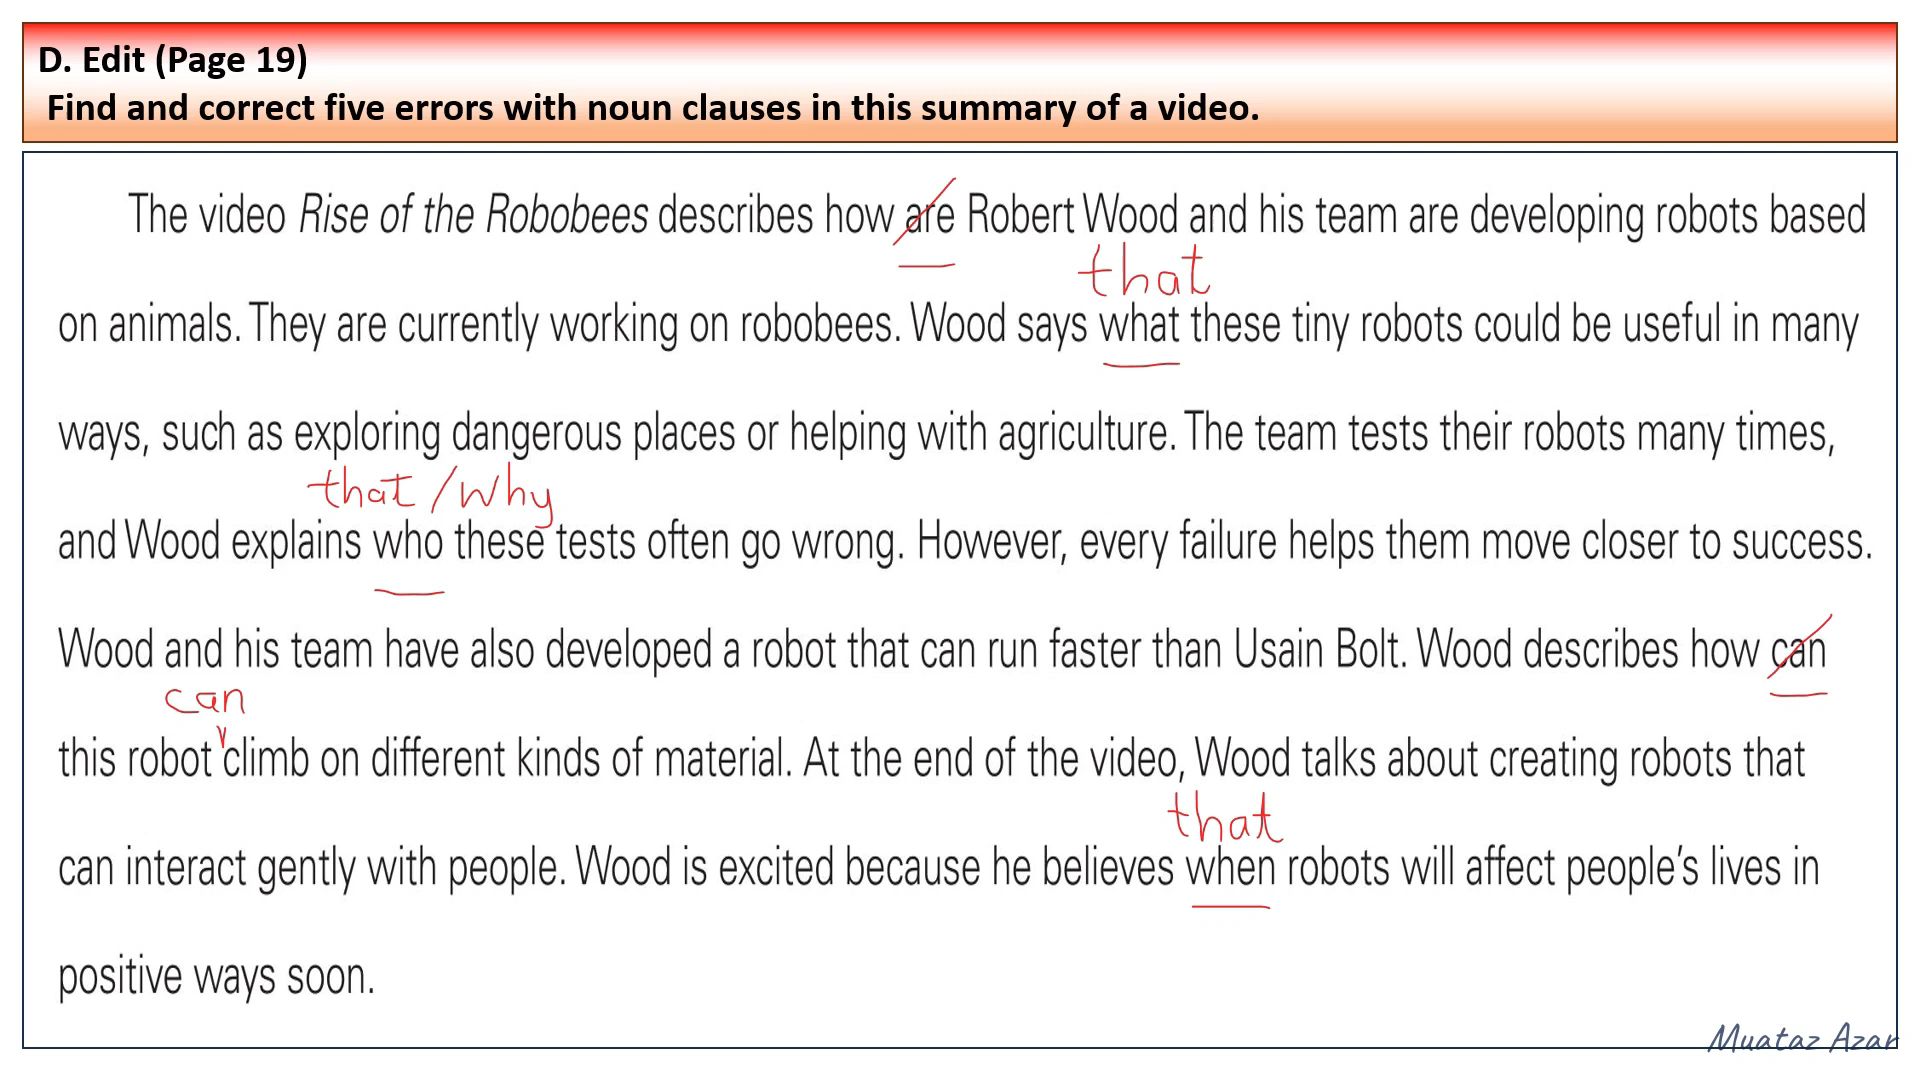 D. Edit (Page 19)
Find and correct five errors with noun clauses in this summary of a video.
The video Rise of the Robobees describes how are Robert Wood and his team are developing robots based
that
on animals. They are currently working on robobees. Wood says what these tiny robots could be useful in many
ways, such as exploring dangerous places or helping with agriculture. The team tests their robots many times,
that / why
and Wood explains who these tests often go wrong. However, every failure helps them move closer to success.
Wood and his team have also developed a robot that can run faster than Usain Bolt. Wood describes how can
can
this robot climb on different kinds of material. At the end of the video, Wood talks about creating robots that
that
can interact gently with people. Wood is excited because he believes when robots will affect people's lives in
positive ways soon.
Muataz Azar